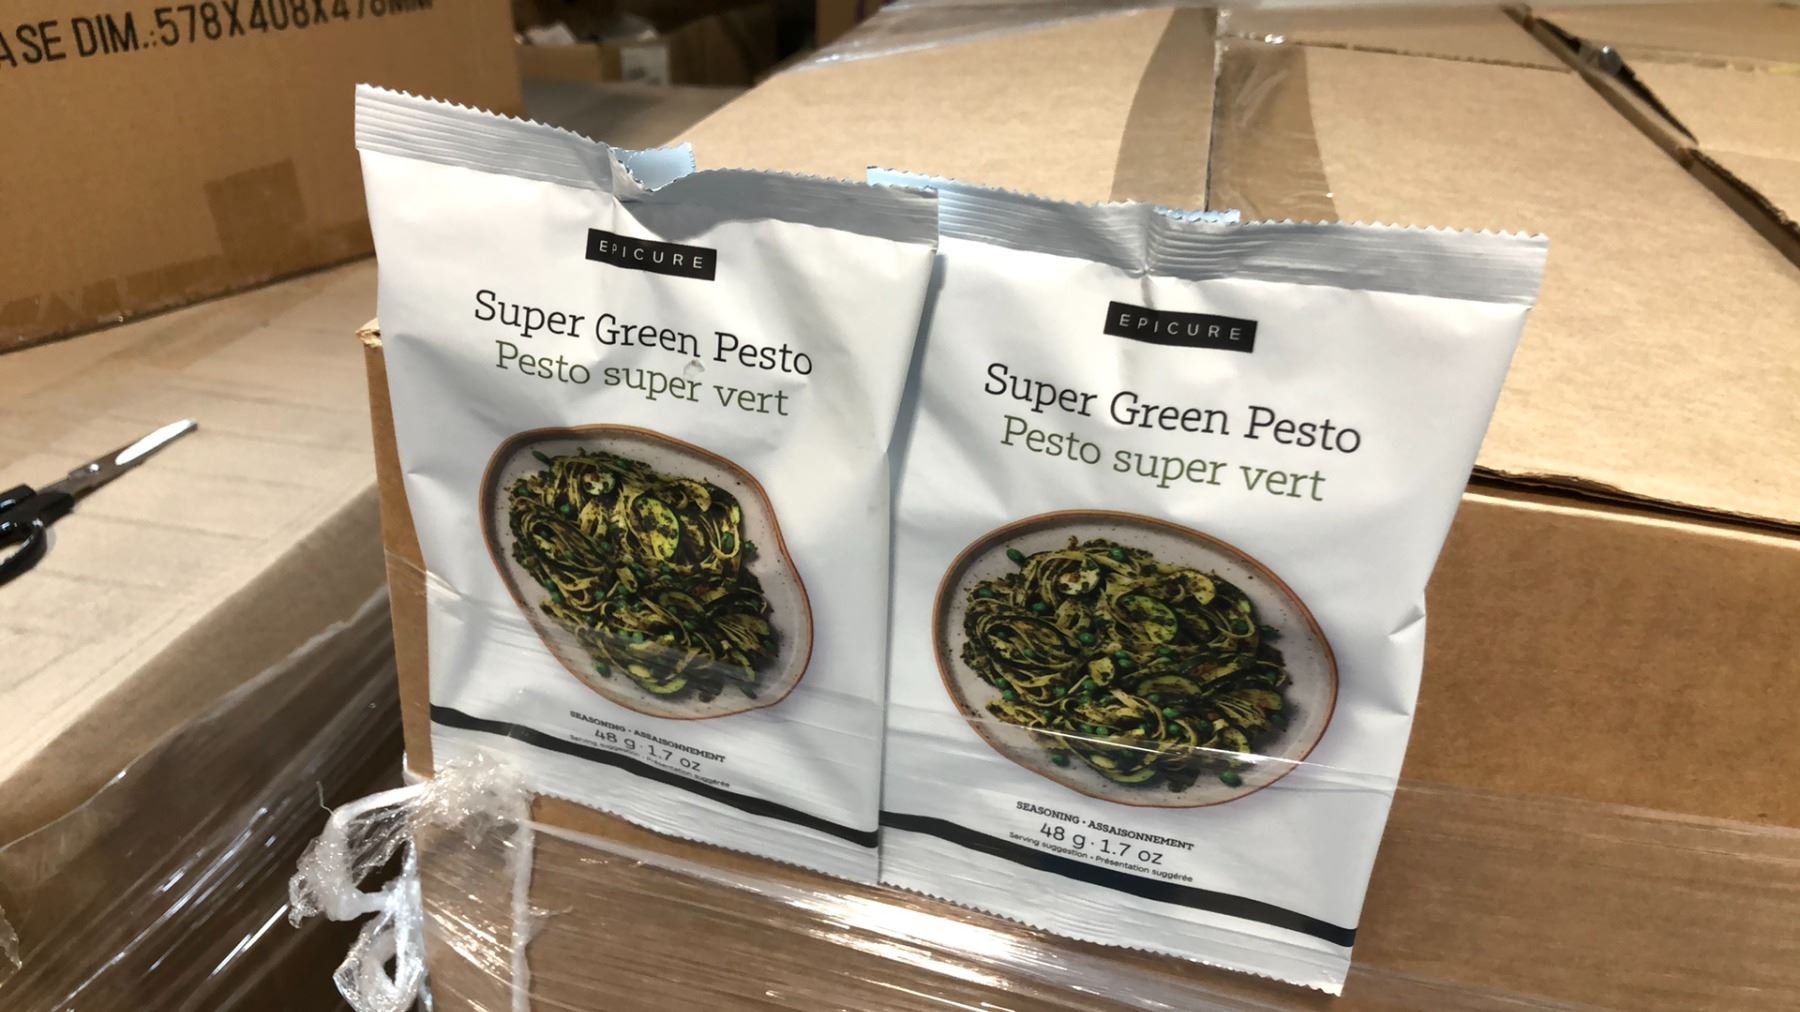 ASE DIM.:578X408X478MM
EPICURE
Super Green Pesto
Pesto super vert
SEASONING · ASSAISONNEMENT
48 g · 1.7 oz
Serving suggestion · Présentation suggérée
EPICURE
Super Green Pesto
Pesto super vert
SEASONING · ASSAISONNEMENT
48 g · 1.7 oz
Serving suggestion • Présentation suggérée